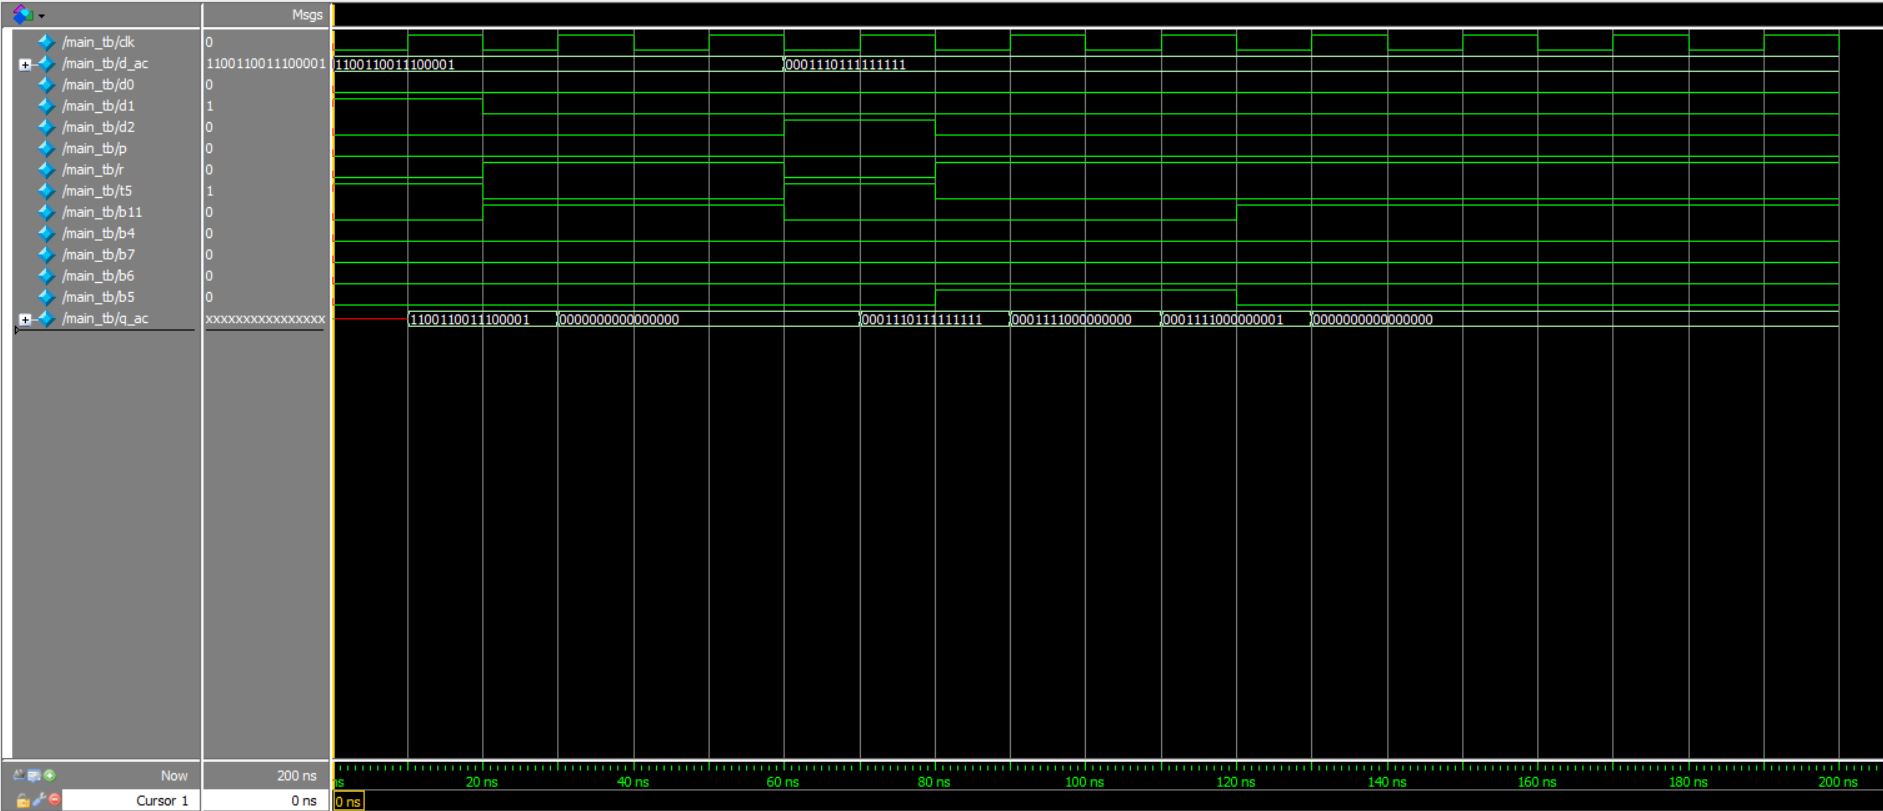 Msgs
/main_tb/clk 0
/main_tb/d_ac 1100110011100001 1100110011100001 0001110111111111
/main_tb/d0 0
/main_tb/d1 1
/main_tb/d2 0
/main_tb/p 0
/main_tb/r 0
/main_tb/t5 1
/main_tb/b11 0
/main_tb/b4 0
/main_tb/b7 0
/main_tb/b6 0
/main_tb/b5 0
/main_tb/q_ac xxxxxxxxxxxxxxxx 1100110011100001 0000000000000000 0001110111111111 0001111000000000 0001111000000001 0000000000000000
Now 200 ns ns 20 ns 40 ns 60 ns 80 ns 100 ns 120 ns 140 ns 160 ns 180 ns 200 ns
Cursor 1 0 ns 0 ns